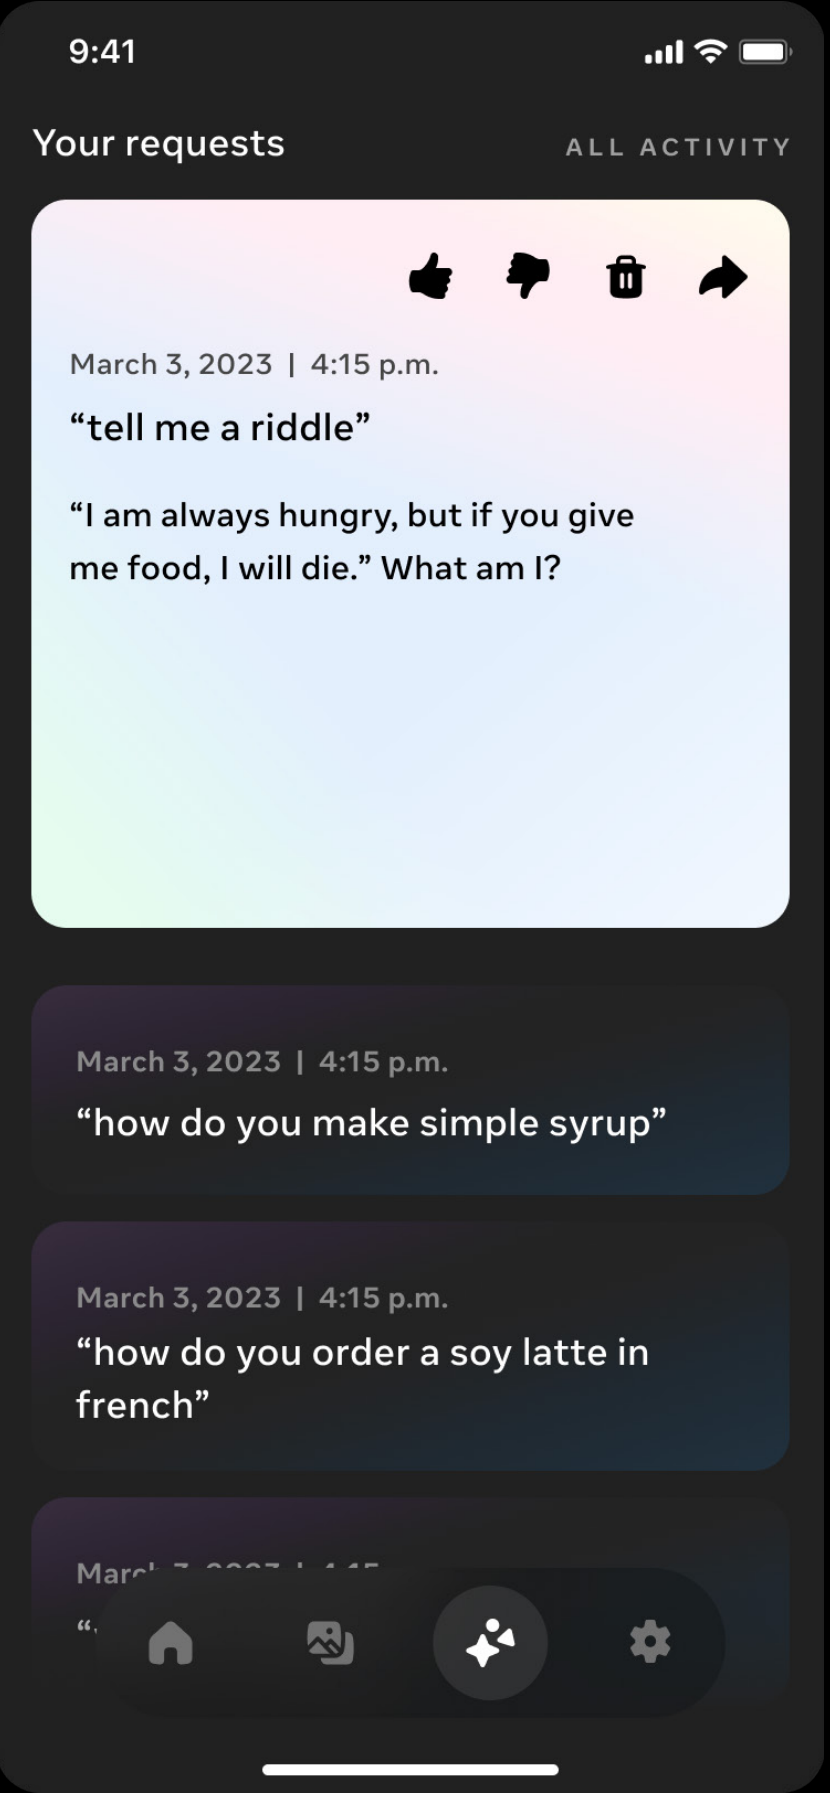 9:41
Your requests
ALL ACTIVITY
March 3, 2023 | 4:15 p.m.
“tell me a riddle”
“I am always hungry, but if you give
me food, I will die.” What am I?
March 3, 2023 | 4:15 p.m.
“how do you make simple syrup”
March 3, 2023 | 4:15 p.m.
“how do you order a soy latte in
french”